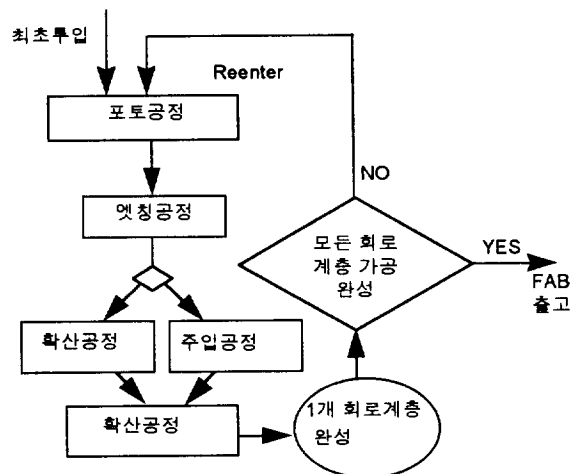 최초투입
Reenter
포토공정
엣칭공정
확산공정
주입공정
확산공정
1개 회로계층
완성
모든 회로
계층 가공
완성
NO
YES
FAB
출고